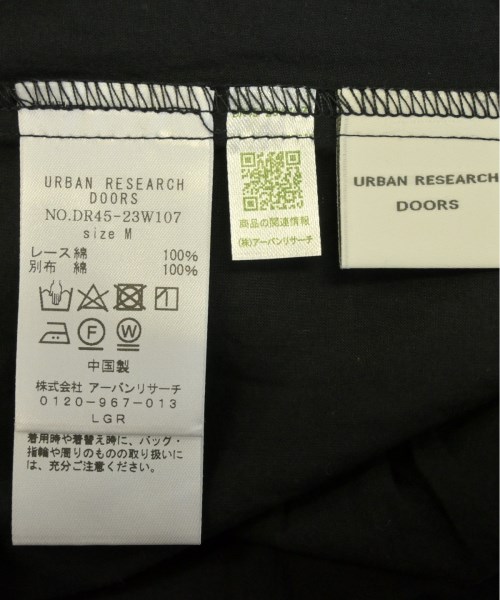 URBAN RESEARCH
DOORS
NO.DR45-23W107
size M
レース綿 100%
別布 綿 100%
F
W
中国製
株式会社 アーバンリサーチ
0120-967-013
LGR
着用時や着替え時に、バッグ・
指輪や周りのものの取り扱いに
は、充分ご注意ください。
商品の関連情報
(株)アーバンリサーチ
URBAN RESEARCH
DOORS